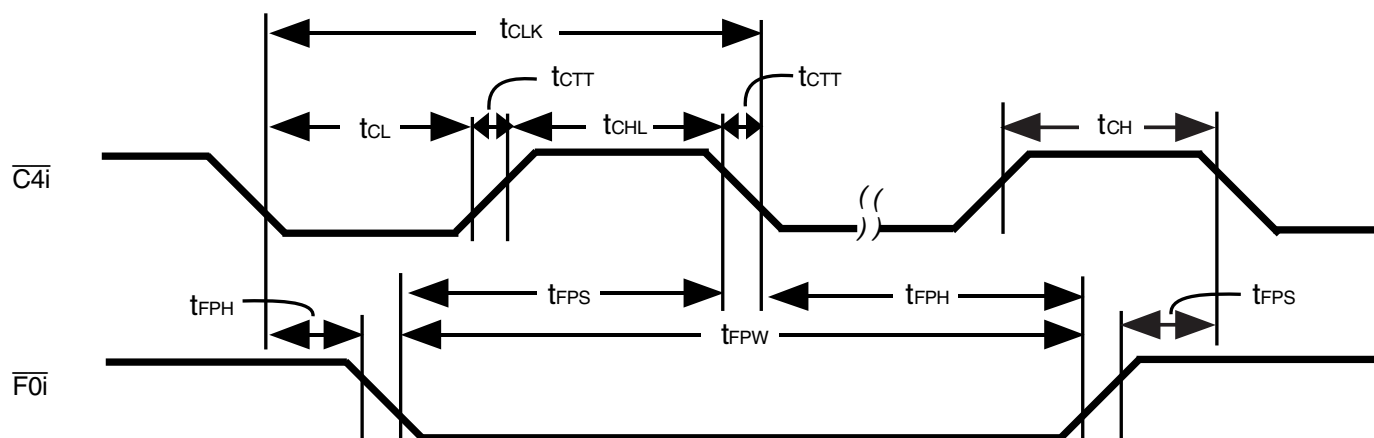 tCLK
tCTT tCTT
tCL tCHL tCH
C4i
tFPH tFPS tFPH tFPS
tFPW
F0i